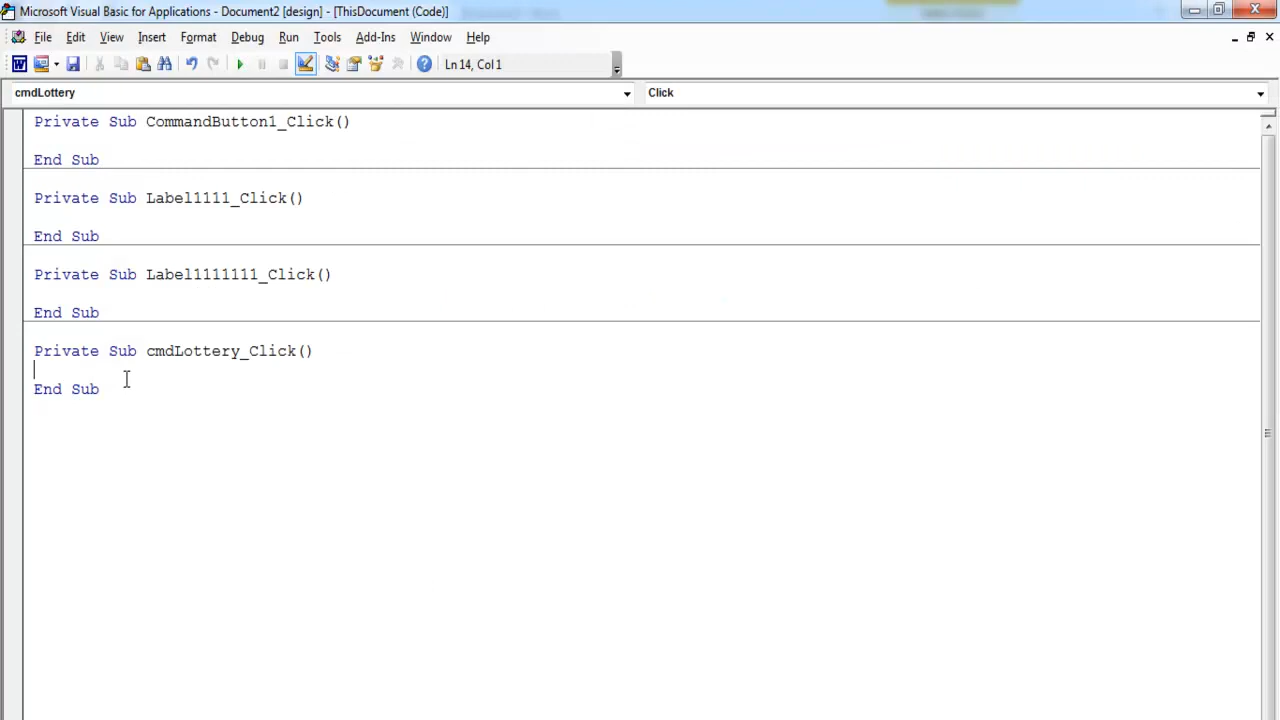 Microsoft Visual Basic for Applications - Document2 [design] - [ThisDocument (Code)]
File Edit View Insert Format Debug Run Tools Add-Ins Window Help
Ln 14, Col 1
cmdLottery Click
Private Sub CommandButton1_Click()
End Sub
Private Sub Label1111_Click()
End Sub
Private Sub Label1111111_Click()
End Sub
Private Sub cmdLottery_Click()
End Sub